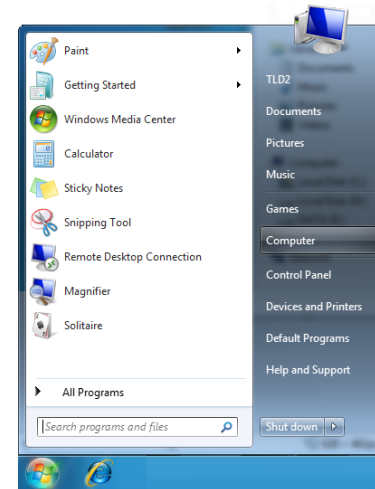 Paint
Getting Started
Windows Media Center
Calculator
Sticky Notes
Snipping Tool
Remote Desktop Connection
Magnifier
Solitaire
All Programs
Search programs and files
TLD2
Documents
Pictures
Music
Games
Computer
Control Panel
Devices and Printers
Default Programs
Help and Support
Shut down